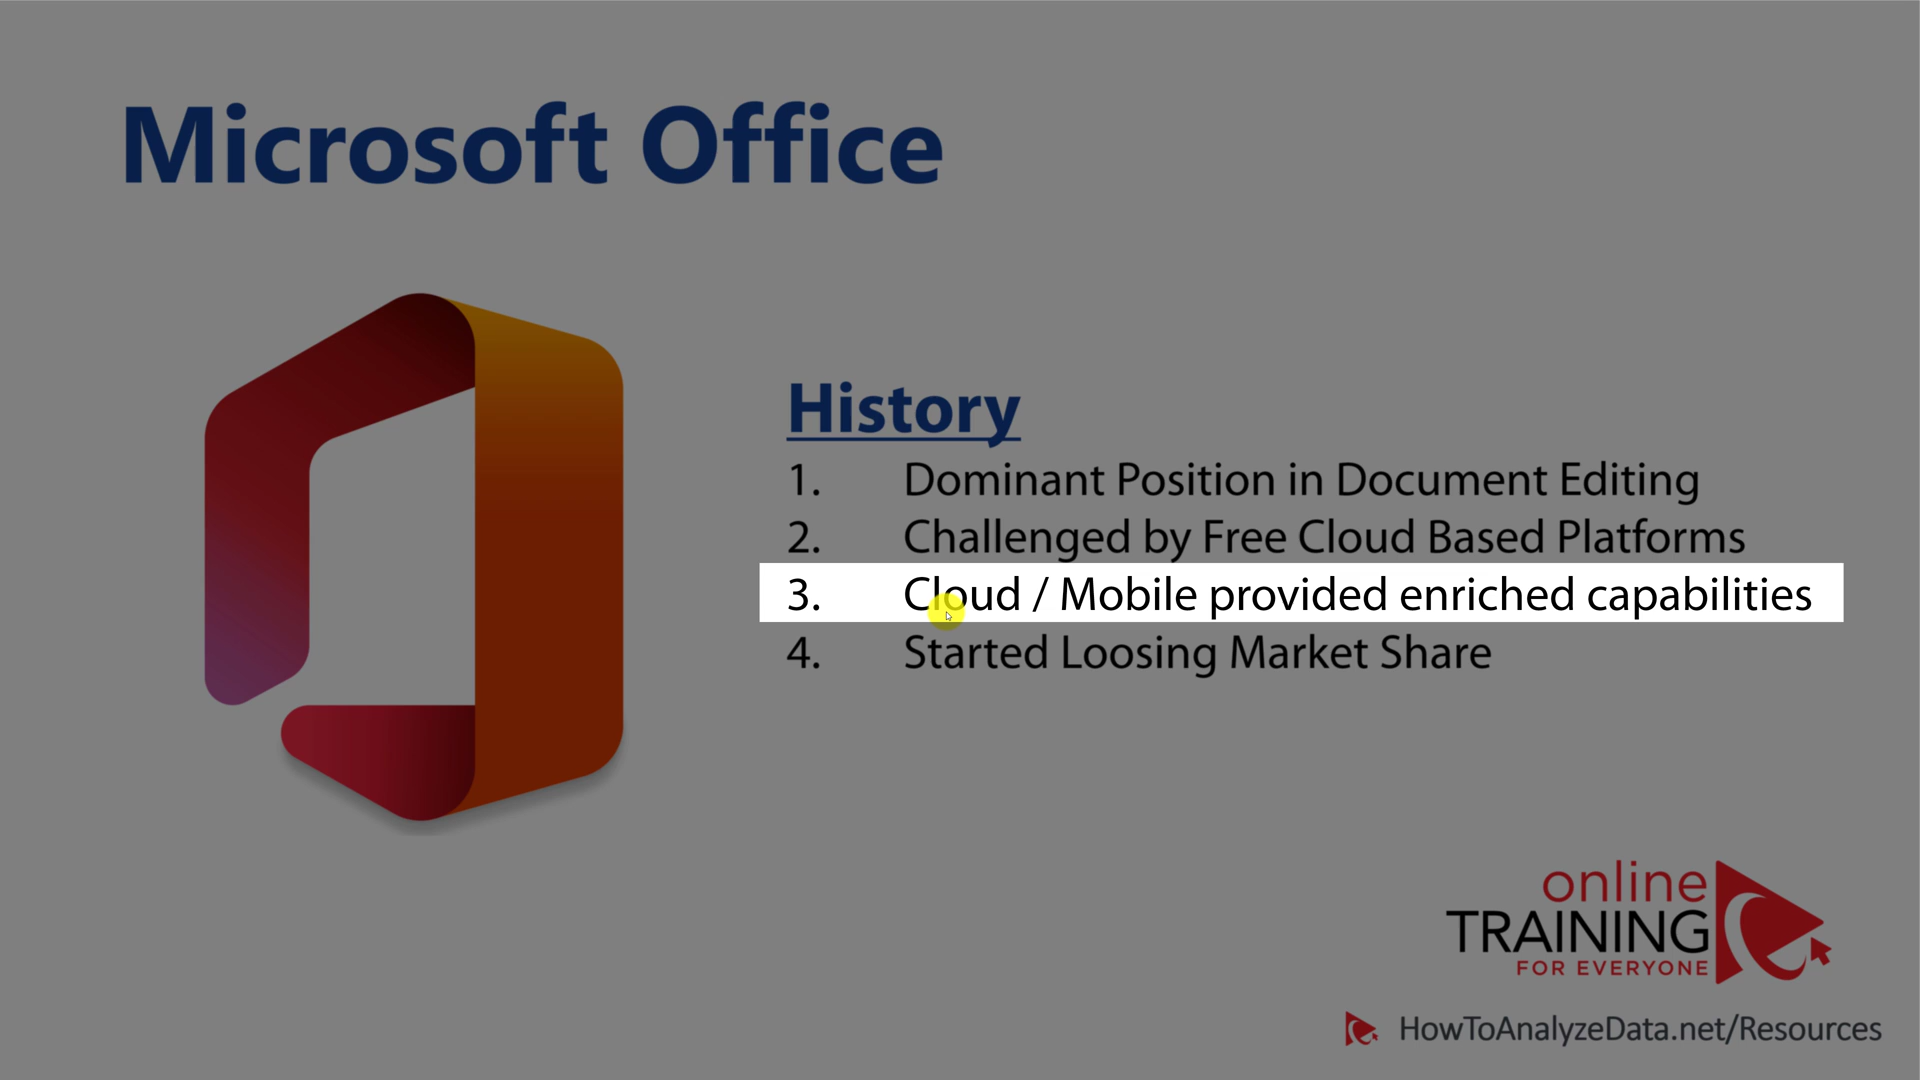 Microsoft Office
History
1. Dominant Position in Document Editing
2. Challenged by Free Cloud Based Platforms
3. Cloud / Mobile provided enriched capabilities
4. Started Loosing Market Share
online
TRAINING
FOR EVERYONE
HowToAnalyzeData.net/Resources